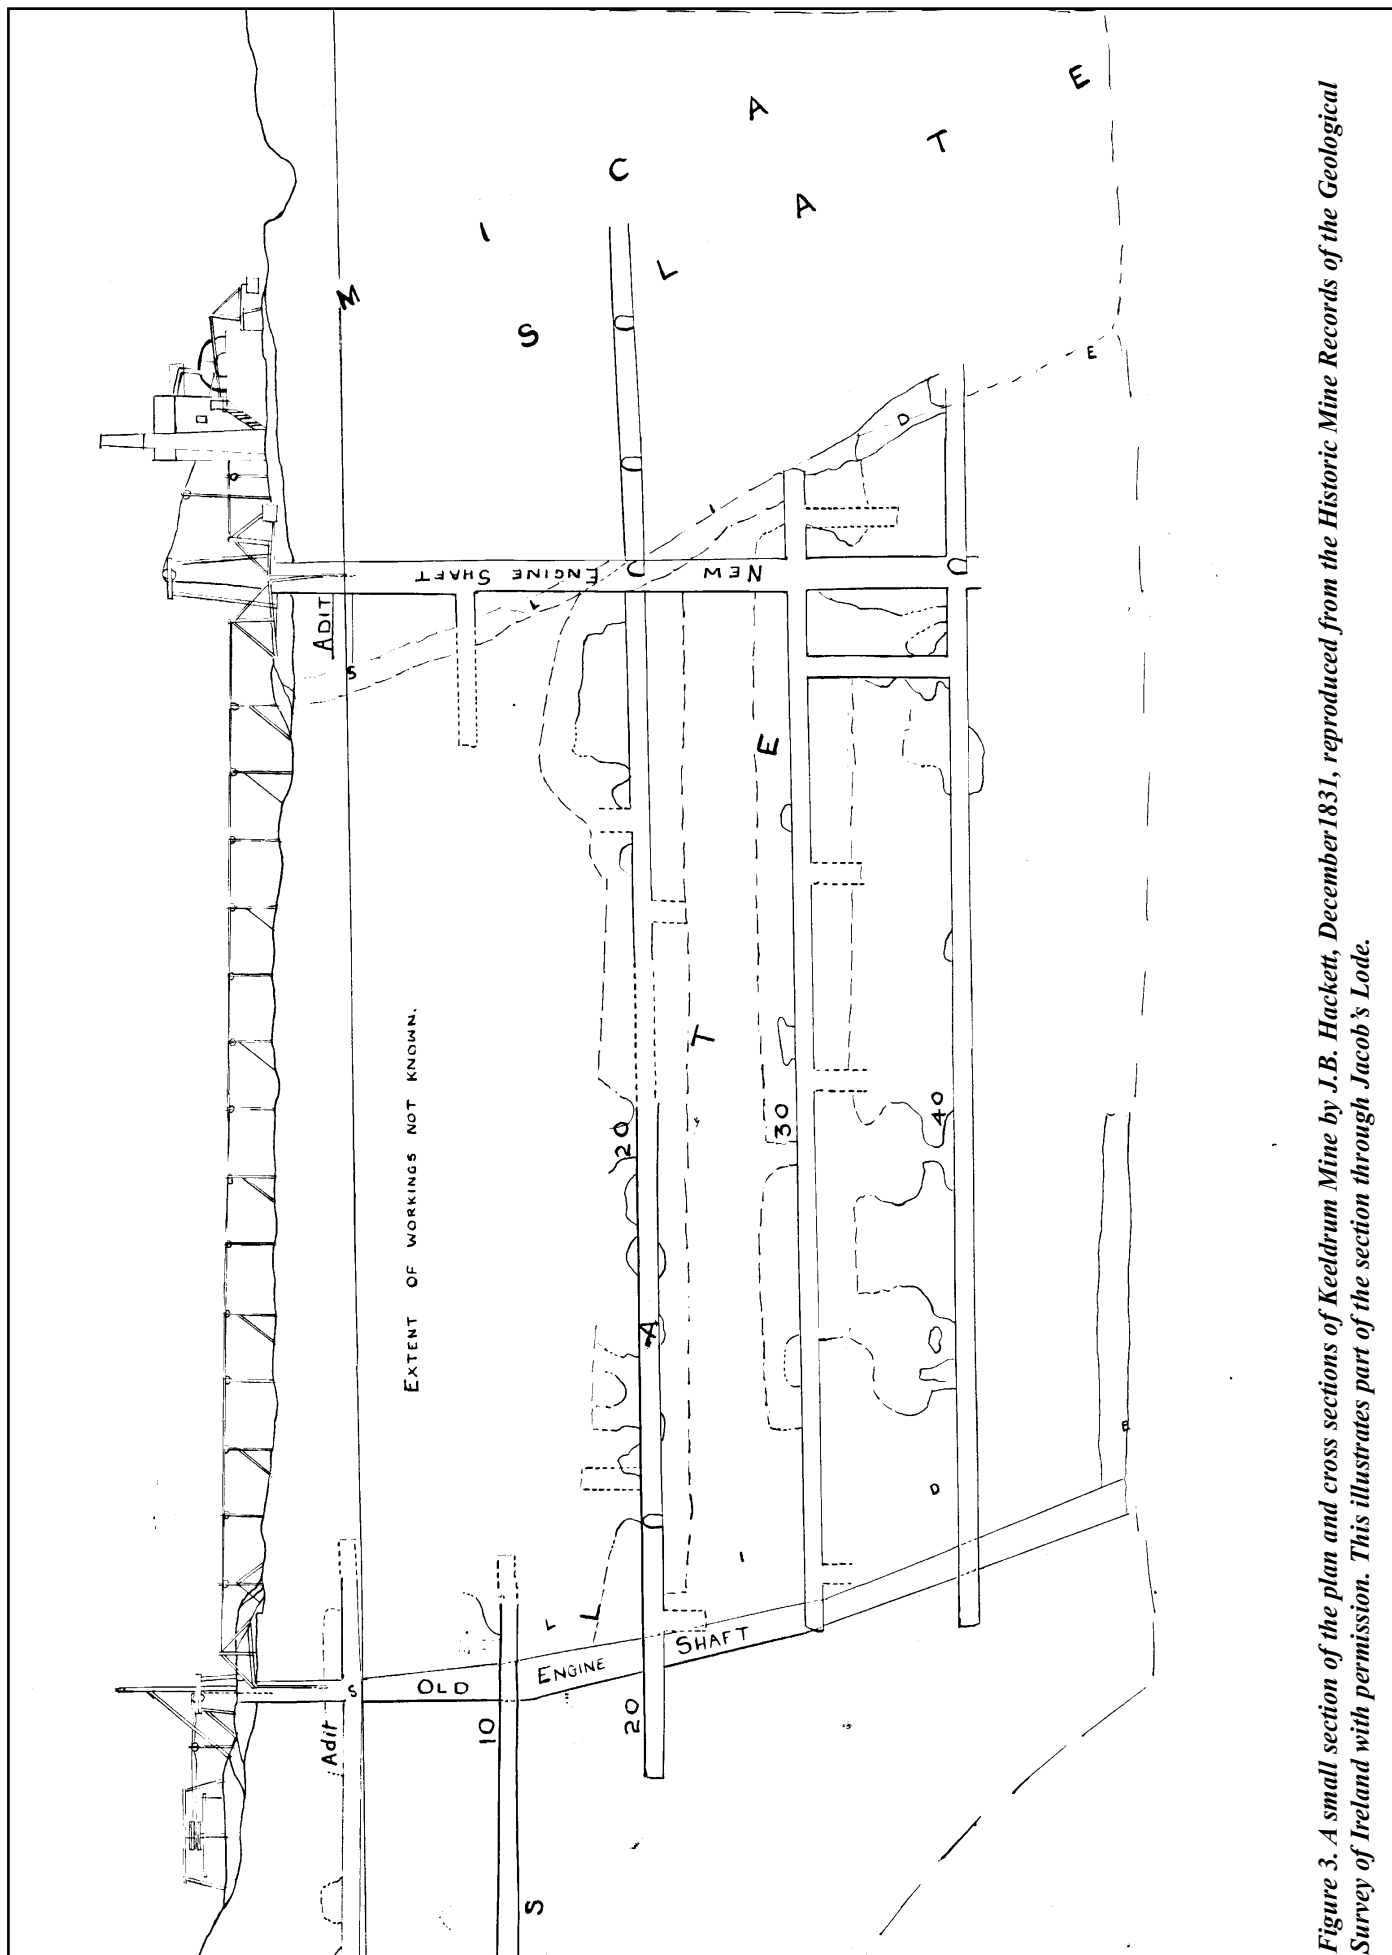 Adit
ADIT
EXTENT OF WORKINGS NOT KNOWN.
OLD
ENGINE
SHAFT
NEW ENGINE SHAFT
10
20
20
30
40
SLATE
MICA
SLATE
SLIDE
SLIDE
Figure 3. A small section of the plan and cross sections of Keeldrum Mine by J.B. Hackett, December1831, reproduced from the Historic Mine Records of the Geological
Survey of Ireland with permission. This illustrates part of the section through Jacob's Lode.